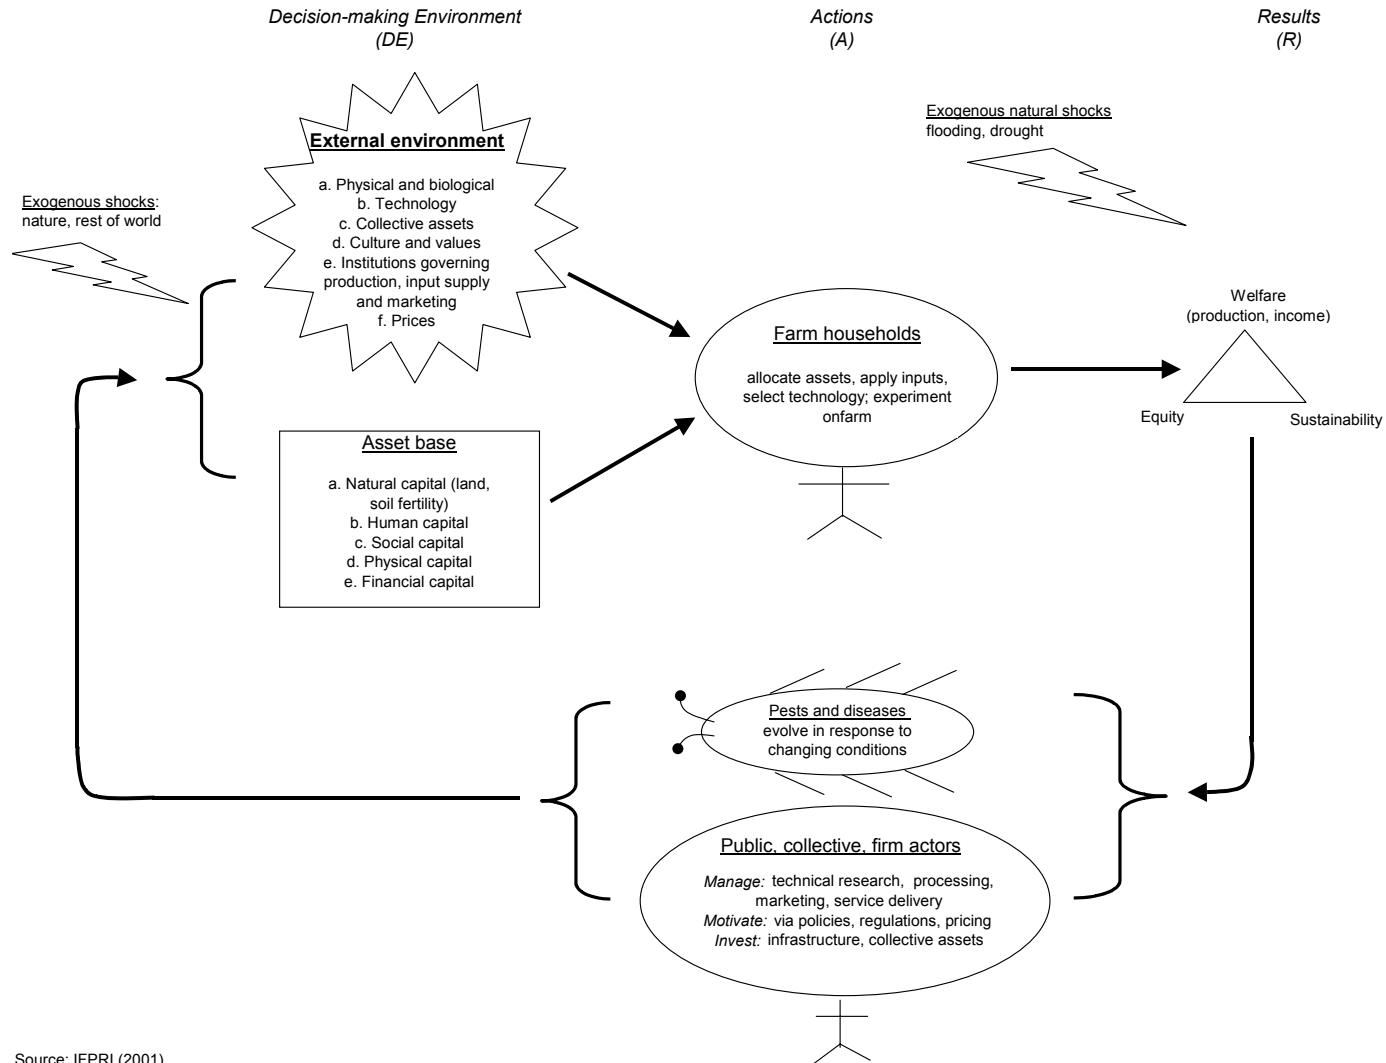 Decision-making Environment
(DE)
Actions
(A)
Results
(R)
Exogenous shocks:
nature, rest of world
External environment
a. Physical and biological
b. Technology
c. Collective assets
d. Culture and values
e. Institutions governing
production, input supply
and marketing
f. Prices
Exogenous natural shocks
flooding, drought
Asset base
a. Natural capital (land,
soil fertility)
b. Human capital
c. Social capital
d. Physical capital
e. Financial capital
Farm households
allocate assets, apply inputs,
select technology; experiment
onfarm
Welfare
(production, income)
Equity
Sustainability
Pests and diseases
evolve in response to
changing conditions
Public, collective, firm actors
Manage: technical research, processing,
marketing, service delivery
Motivate: via policies, regulations, pricing
Invest: infrastructure, collective assets
Source: IFPRI (2001)